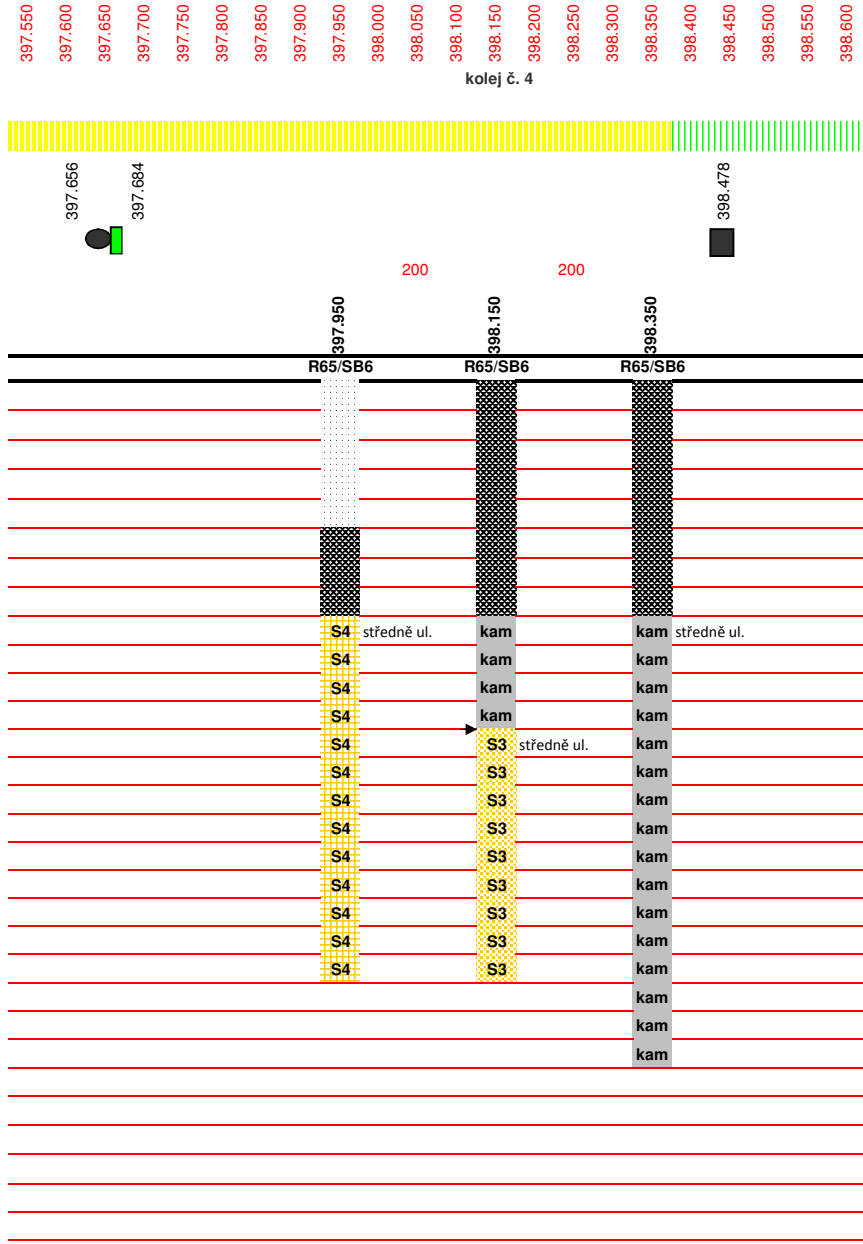 397.550 397.600 397.650 397.700 397.750 397.800 397.850 397.900 397.950 398.000 398.050 398.100 398.150 398.200 398.250 398.300 398.350 398.400 398.450 398.500 398.550 398.600
kolej č. 4
397.656 397.684 398.478
200 200
397.950 398.150 398.350
R65/SB6 R65/SB6 R65/SB6
S4 středně ul. kam kam středně ul.
S4 kam kam
S4 kam kam
S4 kam kam
S4 S3 středně ul. kam
S4 S3 kam
S4 S3 kam
S4 S3 kam
S4 S3 kam
S4 S3 kam
S4 S3 kam
S4 S3 kam
S4 S3 kam
kam
kam
kam